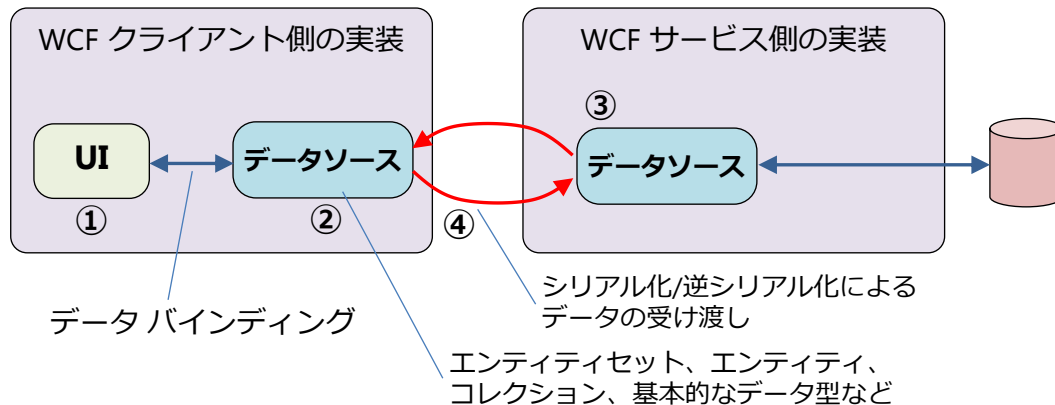 WCF クライアント側の実装
WCF サービス側の実装
③
UI
データソース
データソース
①
②
④
シリアル化/逆シリアル化による
データの受け渡し
データ バインディング
エンティティセット、エンティティ、
コレクション、基本的なデータ型など